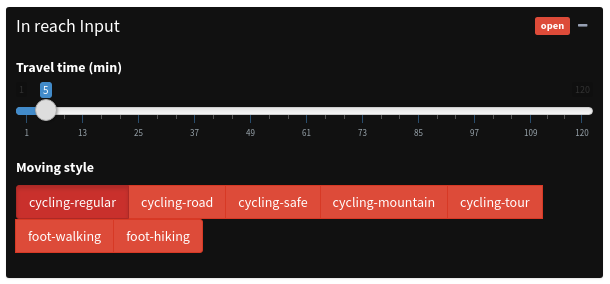 In reach Input open
Travel time (min)
1 5 120
1 13 25 37 49 61 73 85 97 109 120
Moving style
cycling-regular cycling-road cycling-safe cycling-mountain cycling-tour
foot-walking foot-hiking